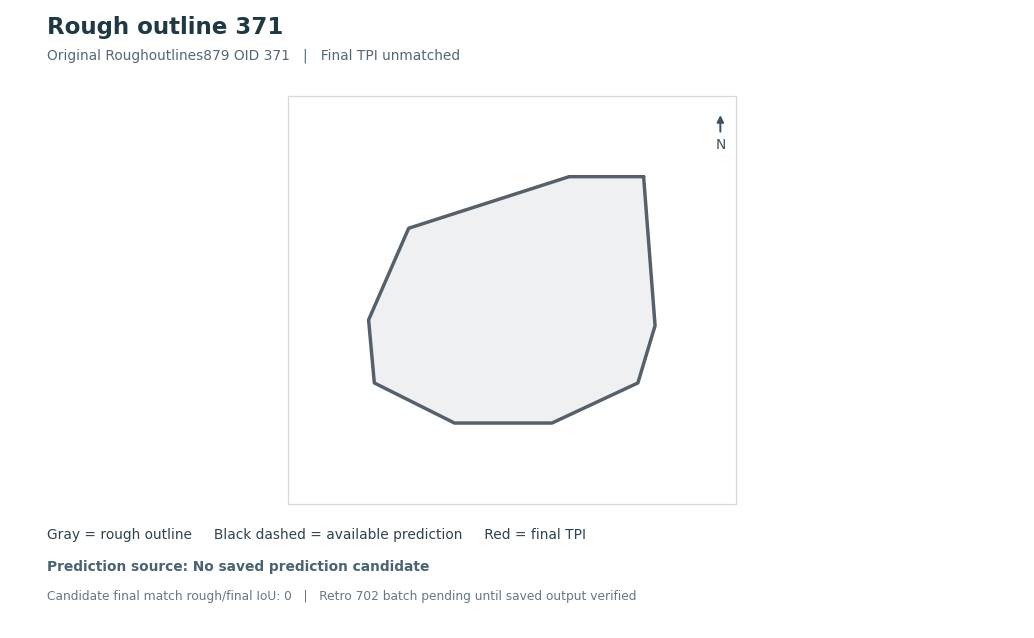 Rough outline 371
Original Roughoutlines879 OID 371   |   Final TPI unmatched
N
Gray = rough outline     Black dashed = available prediction     Red = final TPI
Prediction source: No saved prediction candidate
Candidate final match rough/final IoU: 0   |   Retro 702 batch pending until saved output verified